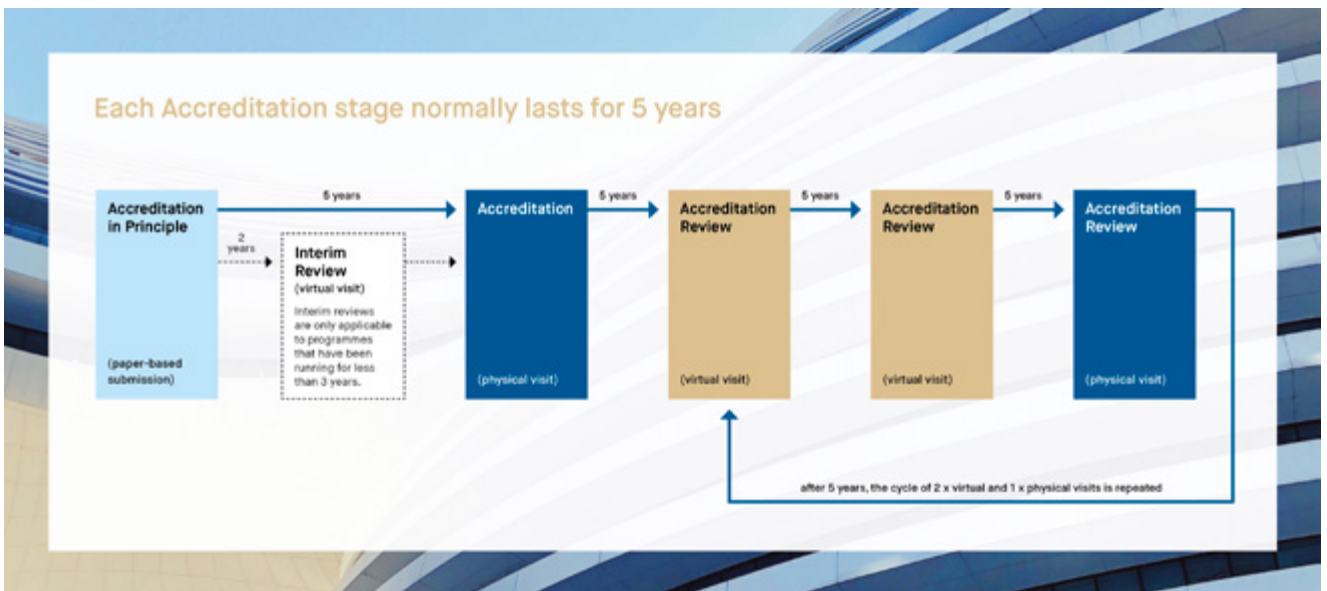 Each Accreditation stage normally lasts for 5 years
Accreditation
in Principle
(paper-based
submission)
5 years
2
years
Interim
Review
(virtual visit)
Interim reviews
are only applicable
to programmes
that have been
running for less
than 3 years.
Accreditation
(physical visit)
5 years
Accreditation
Review
(virtual visit)
5 years
Accreditation
Review
(virtual visit)
5 years
Accreditation
Review
(physical visit)
after 5 years, the cycle of 2 x virtual and 1 x physical visits is repeated